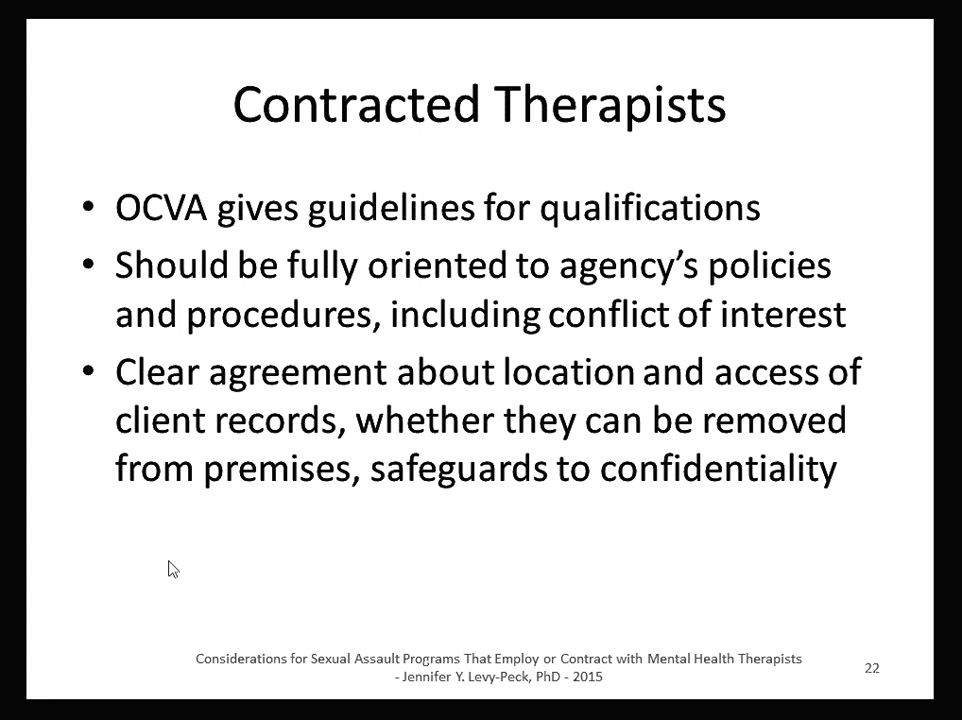 Contracted Therapists
• OCVA gives guidelines for qualifications
• Should be fully oriented to agency’s policies
and procedures, including conflict of interest
• Clear agreement about location and access of
client records, whether they can be removed
from premises, safeguards to confidentiality
Considerations for Sexual Assault Programs That Employ or Contract with Mental Health Therapists
- Jennifer Y. Levy-Peck, PhD - 2015
22